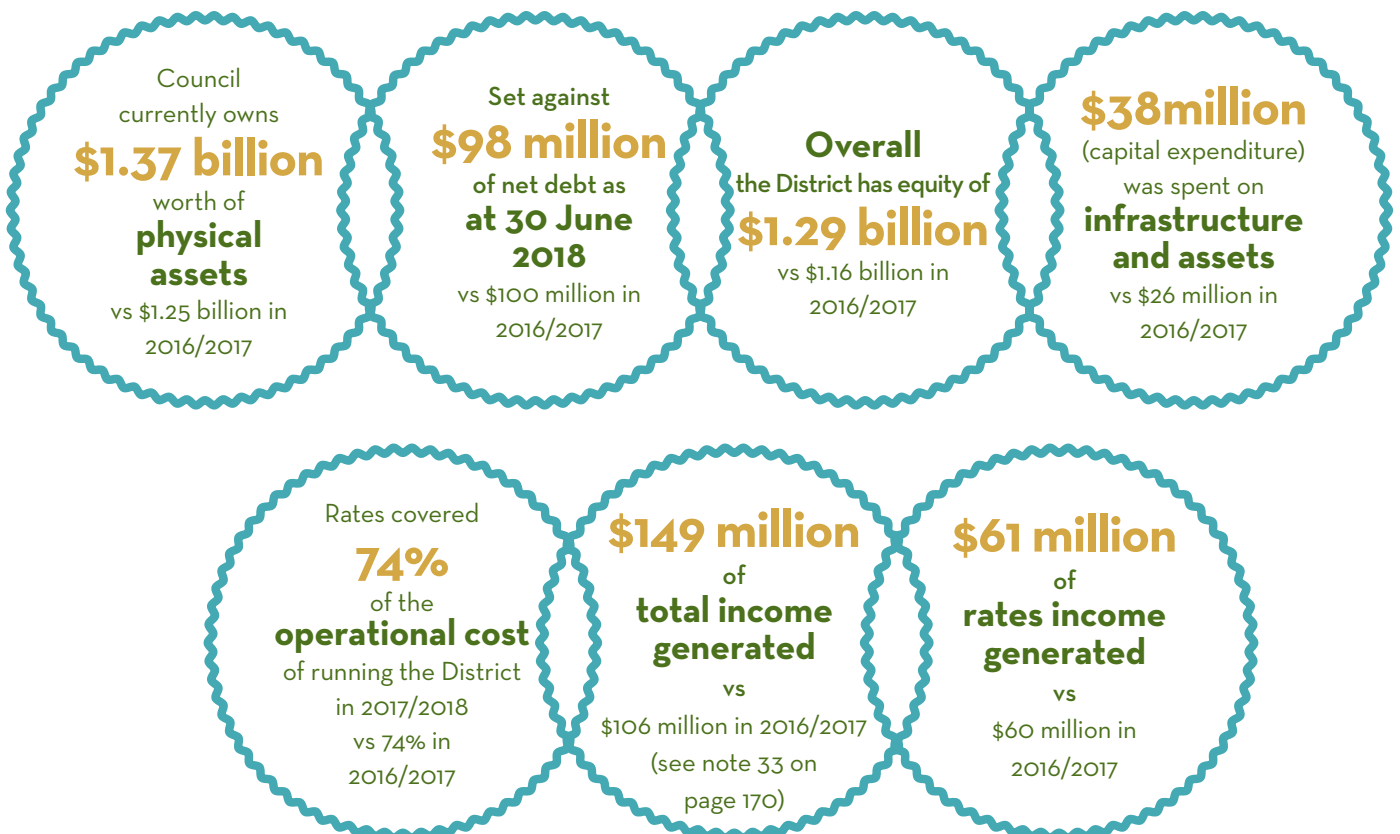 Council
currently owns
$1.37 billion
worth of
physical
assets
vs $1.25 billion in
2016/2017
Set against
$98 million
of net debt as
at 30 June
2018
vs $100 million in
2016/2017
Overall
the District has equity of
$1.29 billion
vs $1.16 billion in
2016/2017
$38million
(capital expenditure)
was spent on
infrastructure
and assets
vs $26 million in
2016/2017
Rates covered
74%
of the
operational cost
of running the District
in 2017/2018
vs 74% in
2016/2017
$149 million
of
total income
generated
vs
$106 million in 2016/2017
(see note 33 on
page 170)
$61 million
of
rates income
generated
vs
$60 million in
2016/2017